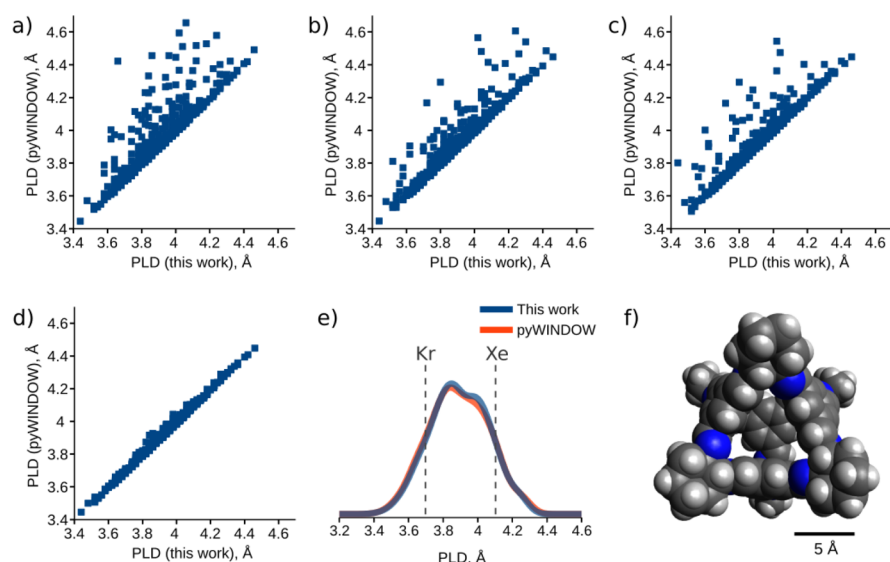 a)
4.6
4.4
4.2
4
3.8
3.6
3.4
PLD (pyWINDOW), Å
3.4 3.6 3.8 4 4.2 4.4 4.6
PLD (this work), Å
b)
4.6
4.4
4.2
4
3.8
3.6
3.4
PLD (pyWINDOW), Å
3.4 3.6 3.8 4 4.2 4.4 4.6
PLD (this work), Å
c)
4.6
4.4
4.2
4
3.8
3.6
3.4
PLD (pyWINDOW), Å
3.4 3.6 3.8 4 4.2 4.4 4.6
PLD (this work), Å
d)
4.6
4.4
4.2
4
3.8
3.6
3.4
PLD (pyWINDOW), Å
3.4 3.6 3.8 4 4.2 4.4 4.6
PLD (this work), Å
e)
This work
pyWINDOW
Kr Xe
3.2 3.4 3.6 3.8 4 4.2 4.4 4.6
PLD, Å
f)
5 Å